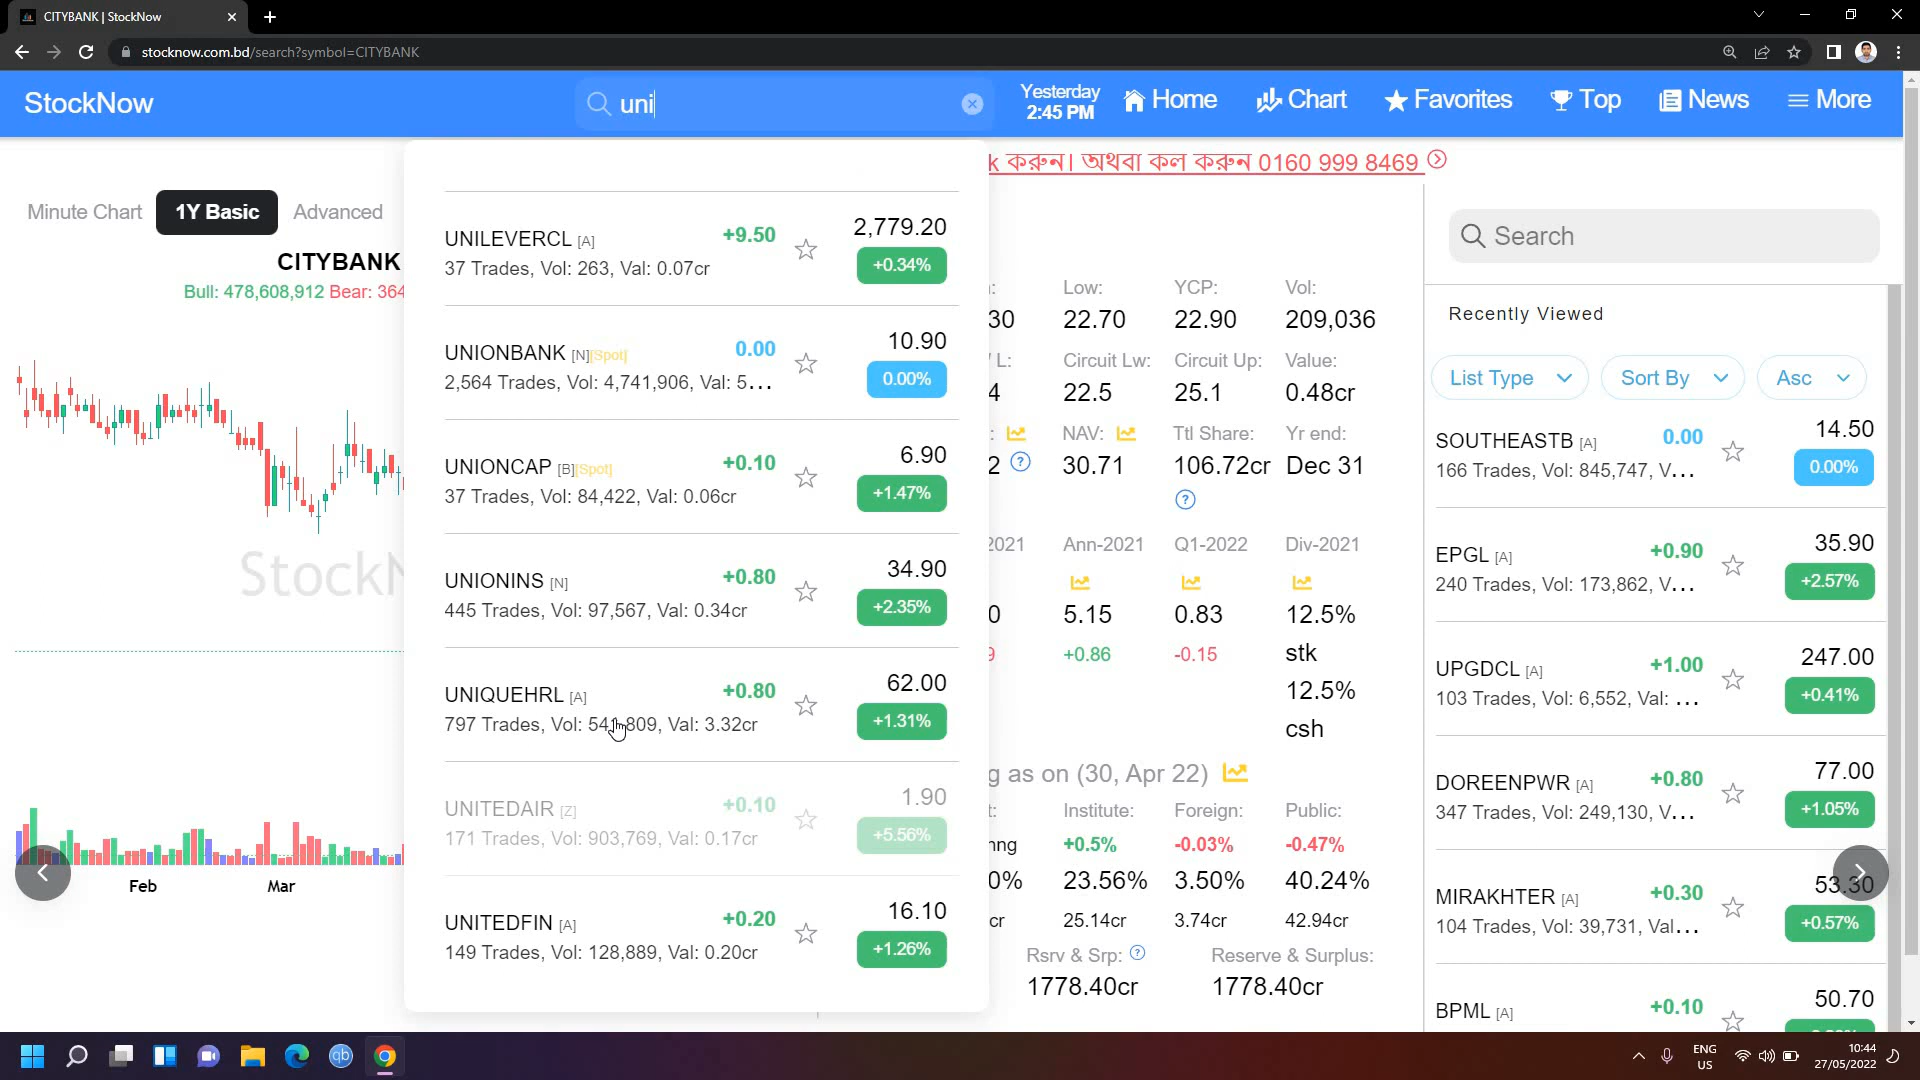 CITYBANK | StockNow
stocknow.com.bd/search?symbol=CITYBANK
StockNow
uni
Yesterday
2:45 PM
Home
Chart
Favorites
Top
News
More
k করুন। অথবা কল করুন 0160 999 8469
Minute Chart
1Y Basic
Advanced
CITYBANK
Bull: 478,608,912 Bear: 364
StockN
Feb
Mar
UNILEVERCL [A]
+9.50
2,779.20
37 Trades, Vol: 263, Val: 0.07cr
+0.34%
UNIONBANK [N][Spot]
0.00
10.90
2,564 Trades, Vol: 4,741,906, Val: 5...
0.00%
UNIONCAP [B][Spot]
+0.10
6.90
37 Trades, Vol: 84,422, Val: 0.06cr
+1.47%
UNIONINS [N]
+0.80
34.90
445 Trades, Vol: 97,567, Val: 0.34cr
+2.35%
UNIQUEHRL [A]
+0.80
62.00
797 Trades, Vol: 809, Val: 3.32cr
+1.31%
UNITEDAIR [Z]
+0.10
1.90
171 Trades, Vol: 903,769, Val: 0.17cr
+5.56%
UNITEDFIN [A]
+0.20
16.10
149 Trades, Vol: 128,889, Val: 0.20cr
+1.26%
Low: YCP: Vol:
30 22.70 22.90 209,036
L: Circuit Lw: Circuit Up: Value:
4 22.5 25.1 0.48cr
: NAV: Ttl Share: Yr end:
2 30.71 106.72cr Dec 31
2021 Ann-2021 Q1-2022 Div-2021
0 5.15 0.83 12.5%
9 +0.86 -0.15 stk
12.5%
csh
g as on (30, Apr 22)
t: Institute: Foreign: Public:
hng +0.5% -0.03% -0.47%
0% 23.56% 3.50% 40.24%
cr 25.14cr 3.74cr 42.94cr
Rsrv & Srp: Reserve & Surplus:
1778.40cr 1778.40cr
Search
Recently Viewed
List Type
Sort By
Asc
SOUTHEASTB [A]
0.00
14.50
166 Trades, Vol: 845,747, V...
0.00%
EPGL [A]
+0.90
35.90
240 Trades, Vol: 173,862, V...
+2.57%
UPGDCL [A]
+1.00
247.00
103 Trades, Vol: 6,552, Val: ...
+0.41%
DOREENPWR [A]
+0.80
77.00
347 Trades, Vol: 249,130, V...
+1.05%
MIRAKHTER [A]
+0.30
53.30
104 Trades, Vol: 39,731, Val...
+0.57%
BPML [A]
+0.10
50.70
ENG
US
10:44
27/05/2022